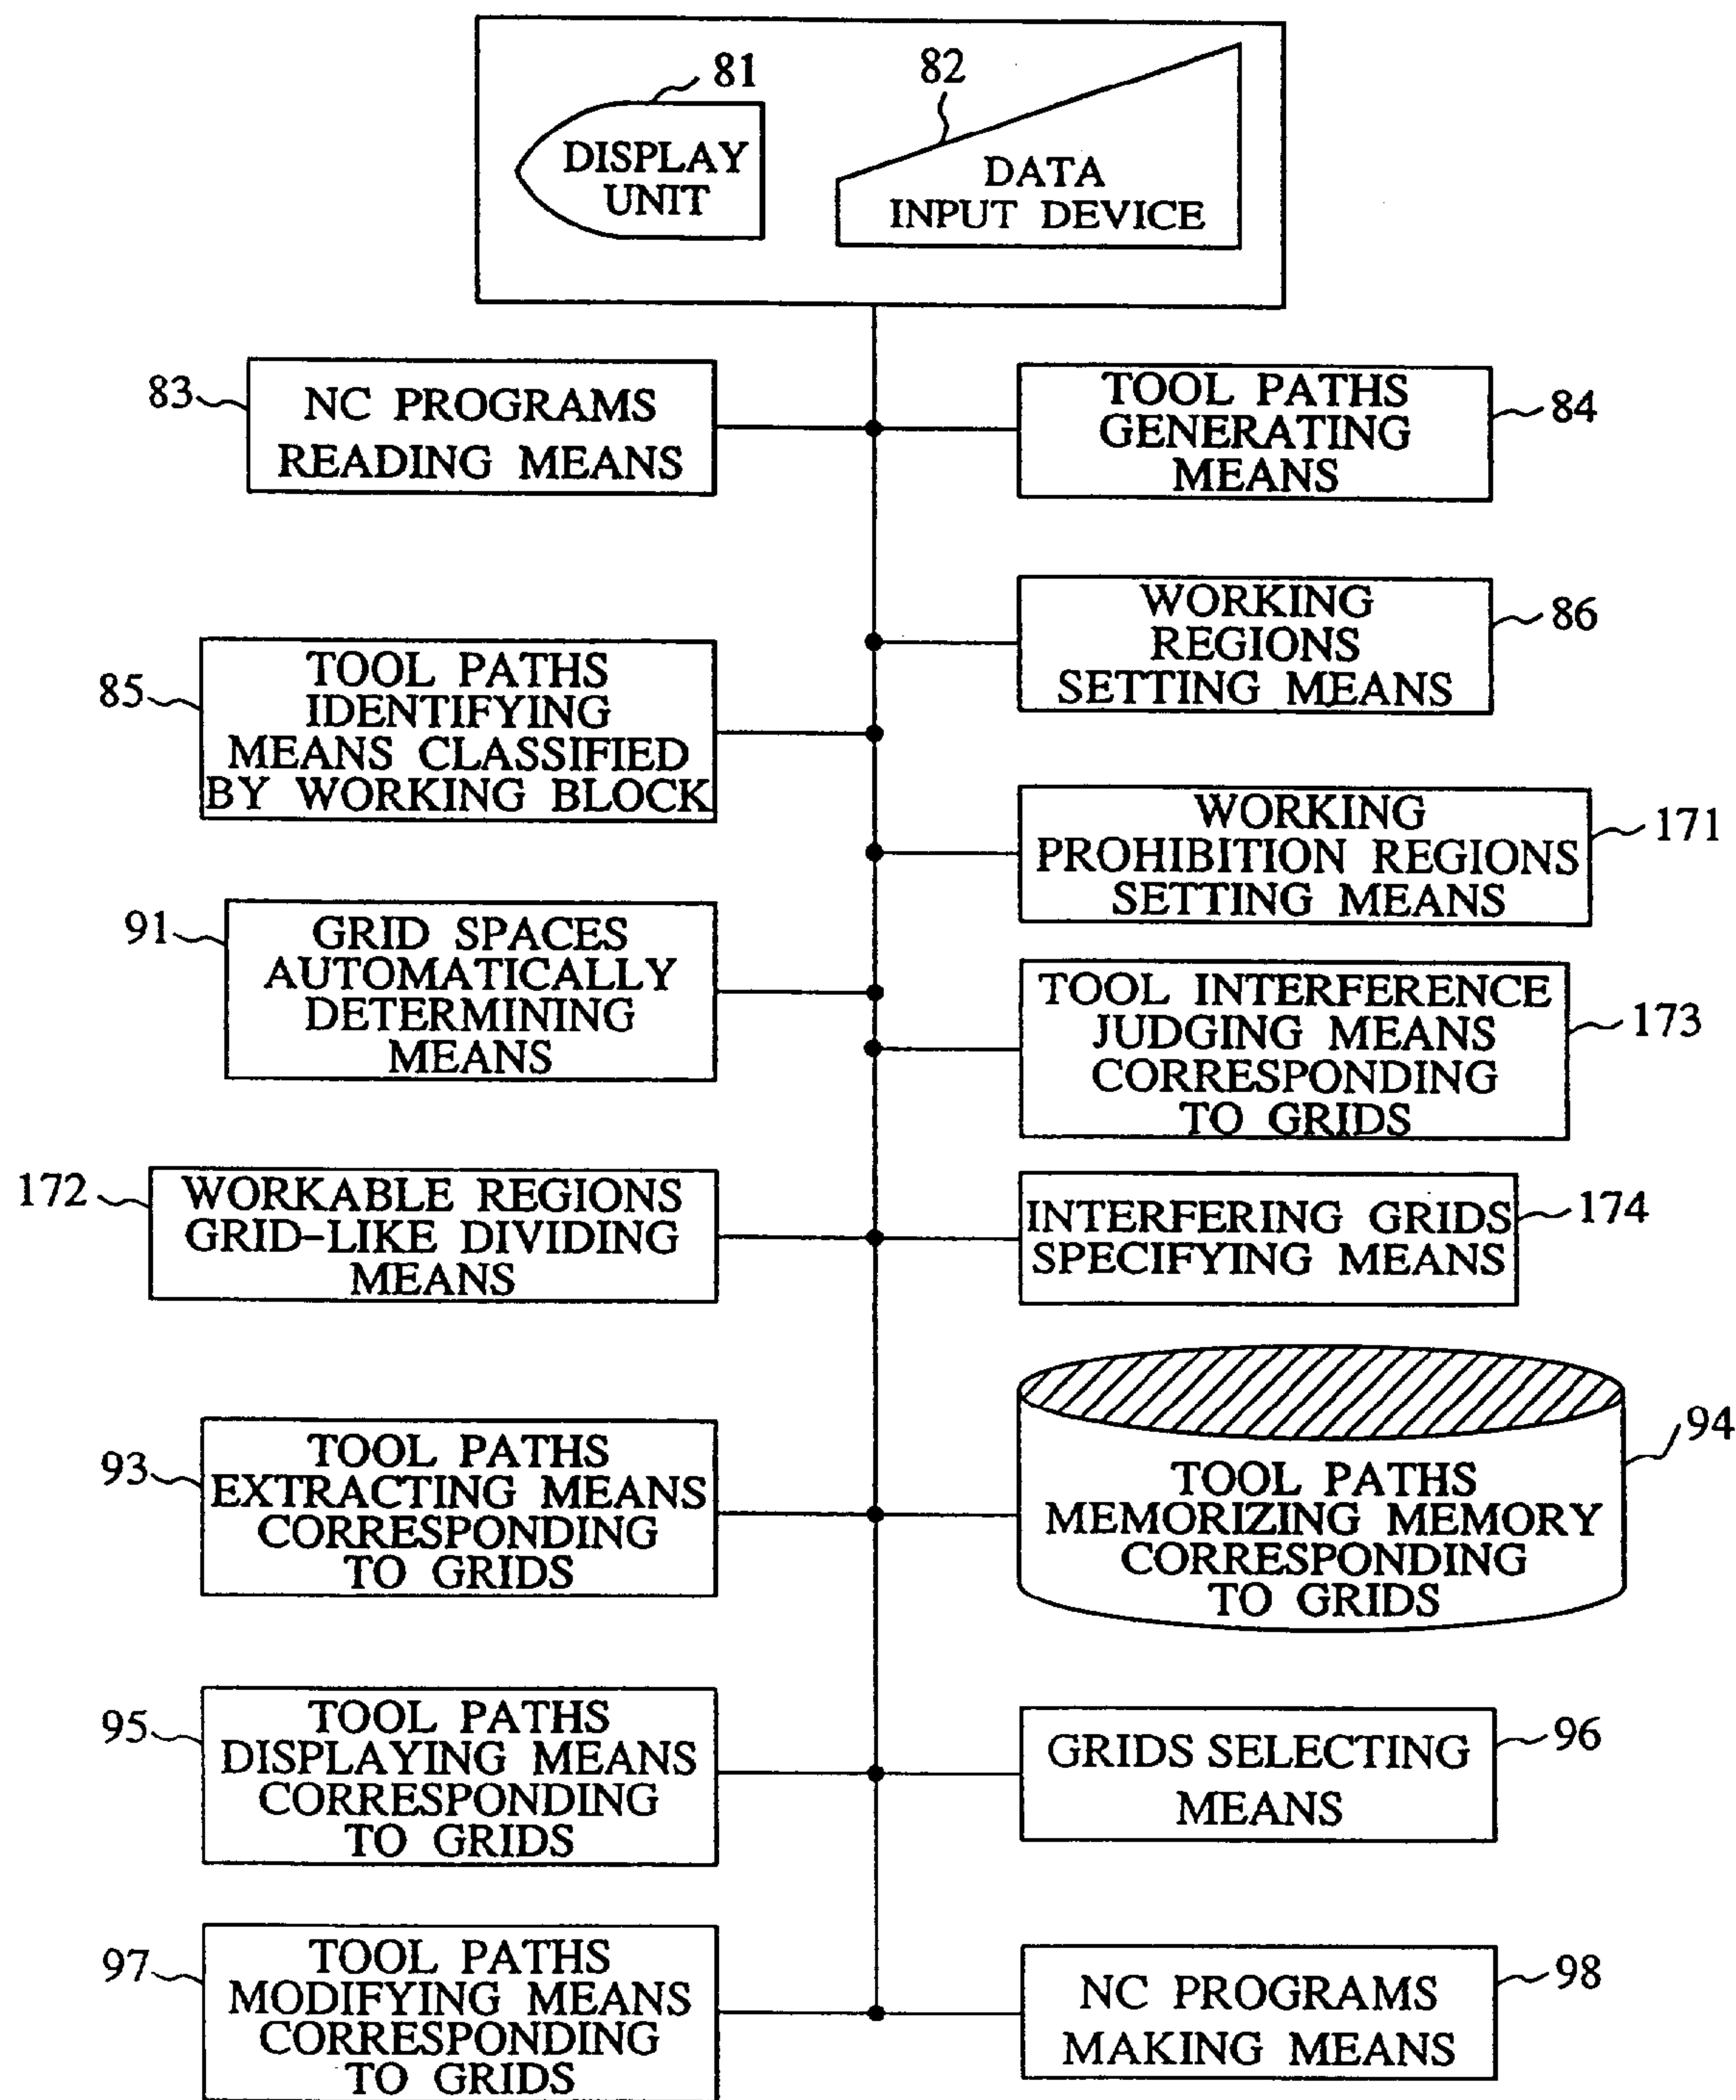 81
82
DISPLAY
UNIT
DATA
INPUT DEVICE
83
NC PROGRAMS
READING MEANS
TOOL PATHS
GENERATING
MEANS
84
WORKING
REGIONS
SETTING MEANS
86
85
TOOL PATHS
IDENTIFYING
MEANS CLASSIFIED
BY WORKING BLOCK
WORKING
PROHIBITION REGIONS
SETTING MEANS
171
91
GRID SPACES
AUTOMATICALLY
DETERMINING
MEANS
TOOL INTERFERENCE
JUDGING MEANS
CORRESPONDING
TO GRIDS
173
172
WORKABLE REGIONS
GRID-LIKE DIVIDING
MEANS
INTERFERING GRIDS
SPECIFYING MEANS
174
93
TOOL PATHS
EXTRACTING MEANS
CORRESPONDING
TO GRIDS
TOOL PATHS
MEMORIZING MEMORY
CORRESPONDING
TO GRIDS
94
95
TOOL PATHS
DISPLAYING MEANS
CORRESPONDING
TO GRIDS
GRIDS SELECTING
MEANS
96
97
TOOL PATHS
MODIFYING MEANS
CORRESPONDING
TO GRIDS
NC PROGRAMS
MAKING MEANS
98